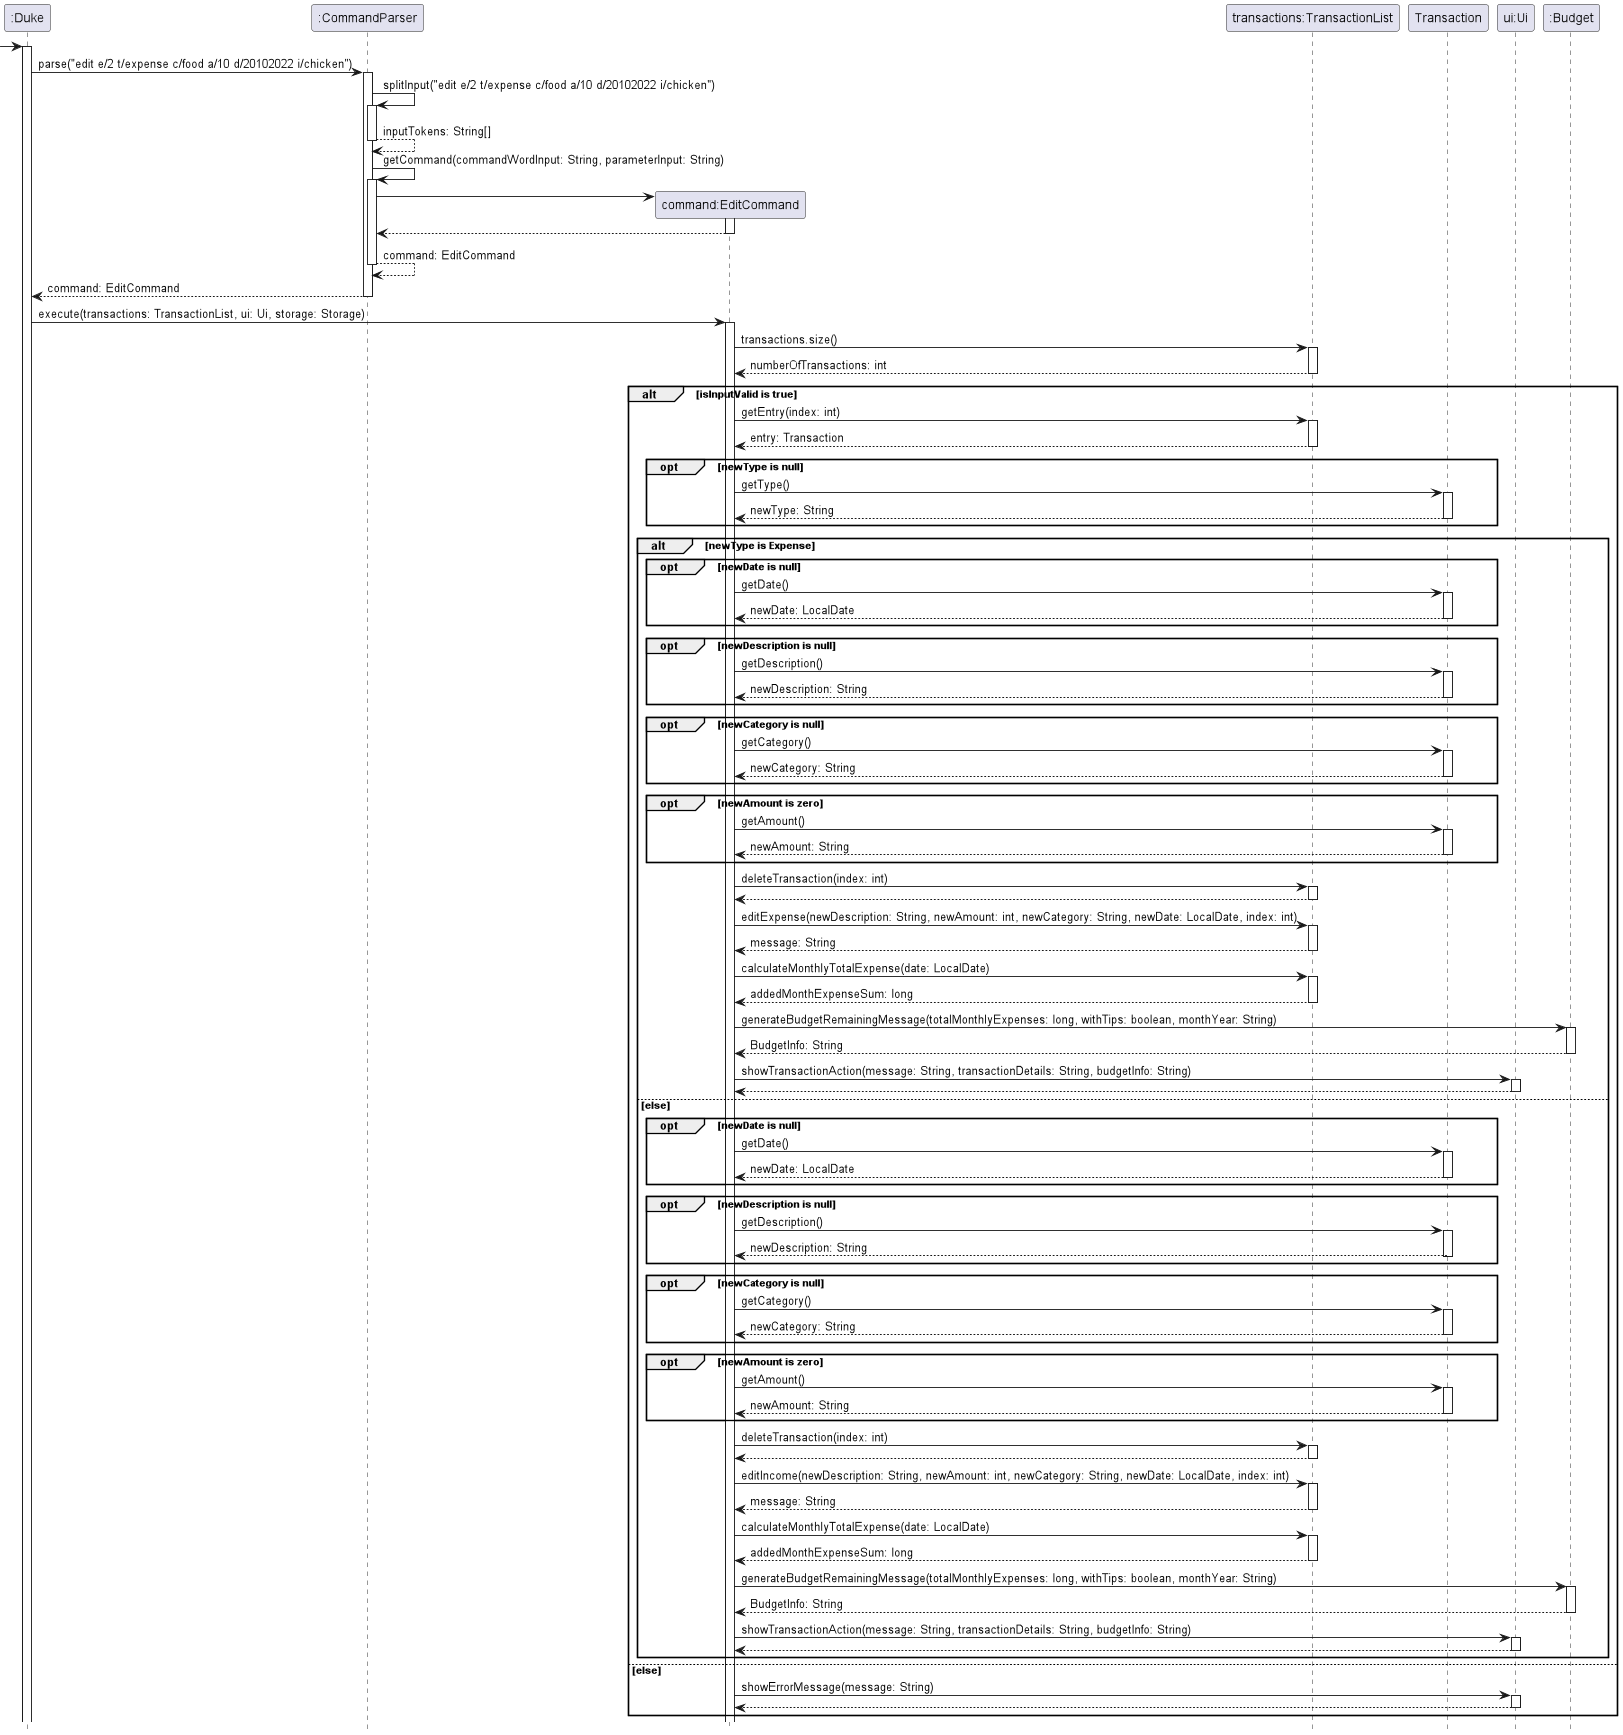 :Duke
:CommandParser
transactions:TransactionList
Transaction
ui:Ui
:Budget
parse("edit e/2 t/expense c/food a/10 d/20102022 i/chicken")
splitInput("edit e/2 t/expense c/food a/10 d/20102022 i/chicken")
inputTokens: String[]
getCommand(commandWordInput: String, parameterInput: String)
command:EditCommand
command: EditCommand
command: EditCommand
execute(transactions: TransactionList, ui: Ui, storage: Storage)
transactions.size()
numberOfTransactions: int
alt [isInputValid is true]
getEntry(index: int)
entry: Transaction
opt [newType is null]
getType()
newType: String
alt [newType is Expense]
opt [newDate is null]
getDate()
newDate: LocalDate
opt [newDescription is null]
getDescription()
newDescription: String
opt [newCategory is null]
getCategory()
newCategory: String
opt [newAmount is zero]
getAmount()
newAmount: String
deleteTransaction(index: int)
editExpense(newDescription: String, newAmount: int, newCategory: String, newDate: LocalDate, index: int)
message: String
calculateMonthlyTotalExpense(date: LocalDate)
addedMonthExpenseSum: long
generateBudgetRemainingMessage(totalMonthlyExpenses: long, withTips: boolean, monthYear: String)
BudgetInfo: String
showTransactionAction(message: String, transactionDetails: String, budgetInfo: String)
[else]
opt [newDate is null]
getDate()
newDate: LocalDate
opt [newDescription is null]
getDescription()
newDescription: String
opt [newCategory is null]
getCategory()
newCategory: String
opt [newAmount is zero]
getAmount()
newAmount: String
deleteTransaction(index: int)
editIncome(newDescription: String, newAmount: int, newCategory: String, newDate: LocalDate, index: int)
message: String
calculateMonthlyTotalExpense(date: LocalDate)
addedMonthExpenseSum: long
generateBudgetRemainingMessage(totalMonthlyExpenses: long, withTips: boolean, monthYear: String)
BudgetInfo: String
showTransactionAction(message: String, transactionDetails: String, budgetInfo: String)
[else]
showErrorMessage(message: String)